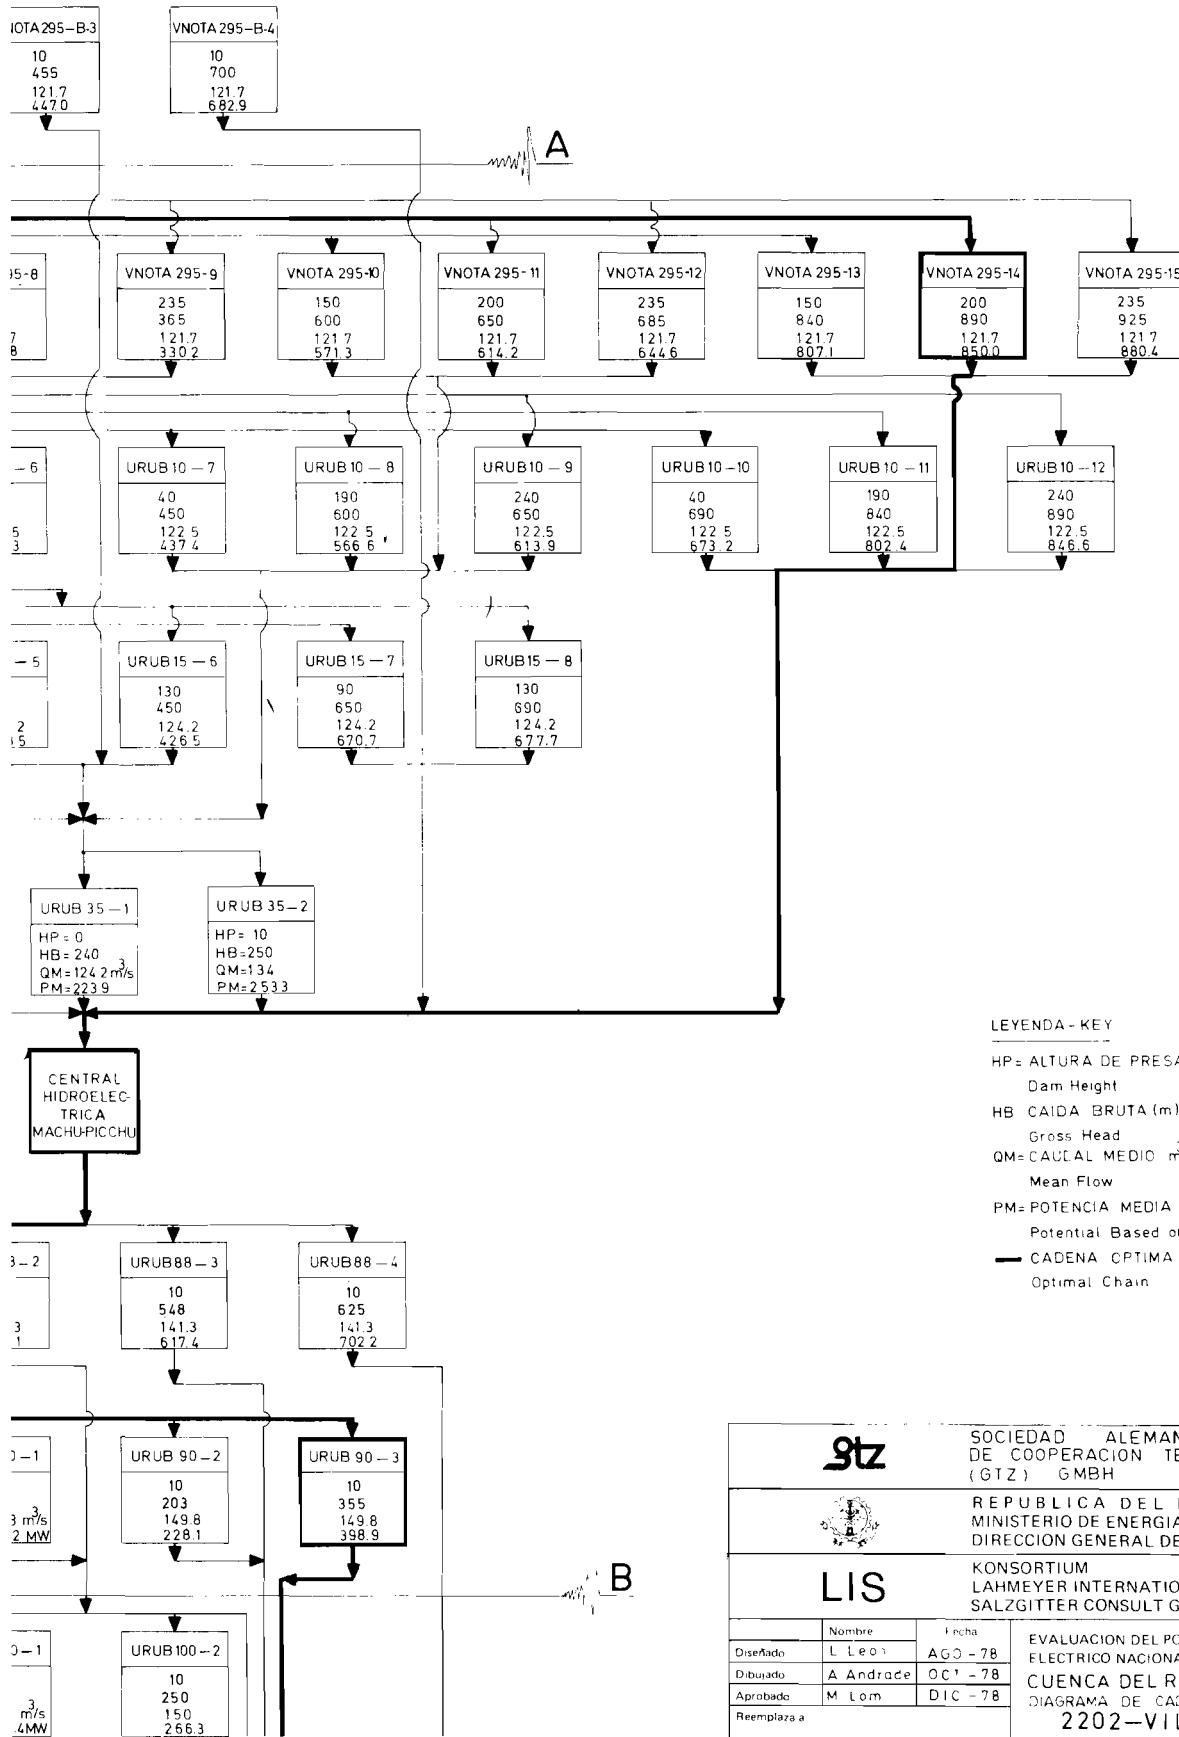 VNOTA 295-B-4
10
455
121.7
447.0
10
700
121.7
682.9
A
VNOTA 295-9
235
365
121.7
330.2
VNOTA 295-10
150
600
121.7
571.3
VNOTA 295-11
200
650
121.7
614.2
VNOTA 295-12
235
685
121.7
644.6
VNOTA 295-13
150
840
121.7
807.1
VNOTA 295-14
200
890
121.7
850.0
VNOTA 295-15
235
925
121.7
880.4
URUB 10-7
40
450
122.5
437.4
URUB 10-8
190
600
122.5
566.6
URUB 10-9
240
650
122.5
613.9
URUB 10-10
40
690
122.5
673.2
URUB 10-11
190
840
122.5
802.4
URUB 10-12
240
890
122.5
846.6
URUB 15-6
130
450
124.2
426.5
URUB 15-7
90
650
124.2
670.7
URUB 15-8
130
690
124.2
677.7
URUB 35-1
HP=0
HB=240
QM=124.2 m³/s
PM=223.9
URUB 35-2
HP=10
HB=250
QM=134
PM=253.3
LEYENDA-KEY
HP= ALTURA DE PRESA
Dam Height
HB CAIDA BRUTA (m)
Gross Head
QM= CAUDAL MEDIO
Mean Flow
PM= POTENCIA MEDIA
Potential Based
CADENA OPTIMA
Optimal Chain
CENTRAL
HIDROELEC-
TRICA
MACHU-PICCHU
URUB 88-3
10
548
141.3
617.4
URUB 88-4
10
625
141.3
702.2
m³/s
MW
URUB 90-2
10
203
149.8
228.1
URUB 90-3
10
355
149.8
398.9
B
m³/s
MW
URUB 100-2
10
250
150
266.3
gtz
SOCIEDAD
DE COOPERACION
(GTZ) GMBH
REPUBLICA DEL
MINISTERIO DE ENERGIA
DIRECCION GENERAL DE
LIS
KONSORTIUM
LAHMEYER
SALZGITTER CONSULT
Nombre Fecha
Diseñado L. Leon AGO-78
Dibujado A Andrade OCT-78
Aprobado M Lom DIC-78
Reemplaza a
EVALUACION DEL
ELECTRICO
CUENCA DEL
DIAGRAMA DE